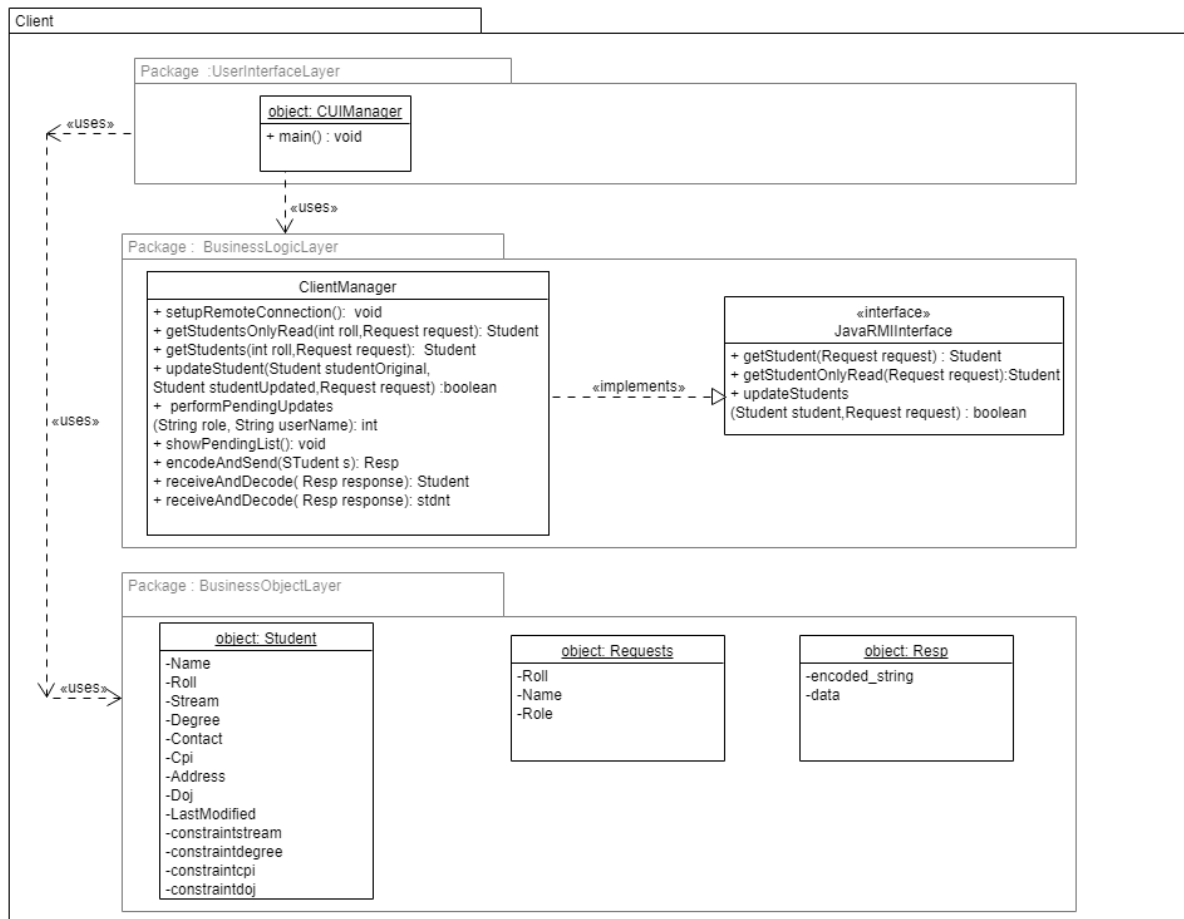 Client
Package :UserInterfaceLayer
object: CUIManager
+ main() : void
«uses»
«uses»
Package : BusinessLogicLayer
ClientManager
+ setupRemoteConnection(): void
+ getStudentsOnlyRead(int roll,Request request): Student
+ getStudents(int roll,Request request): Student
+ updateStudent(Student studentOriginal,
Student studentUpdated,Request request) :boolean
+ performPendingUpdates
(String role, String userName): int
+ showPendingList(): void
+ encodeAndSend(STudent s): Resp
+ receiveAndDecode( Resp response): Student
+ receiveAndDecode( Resp response): stdnt
«implements»
«interface»
JavaRMIInterface
+ getStudent(Request request) : Student
+ getStudentOnlyRead(Request request):Student
+ updateStudents
(Student student,Request request) : boolean
«uses»
Package : BusinessObjectLayer
«uses»
object: Student
-Name
-Roll
-Stream
-Degree
-Contact
-Cpi
-Address
-Doj
-LastModified
-constraintstream
-constraintdegree
-constraintcpi
-constraintdoj
object: Requests
-Roll
-Name
-Role
object: Resp
-encoded_string
-data